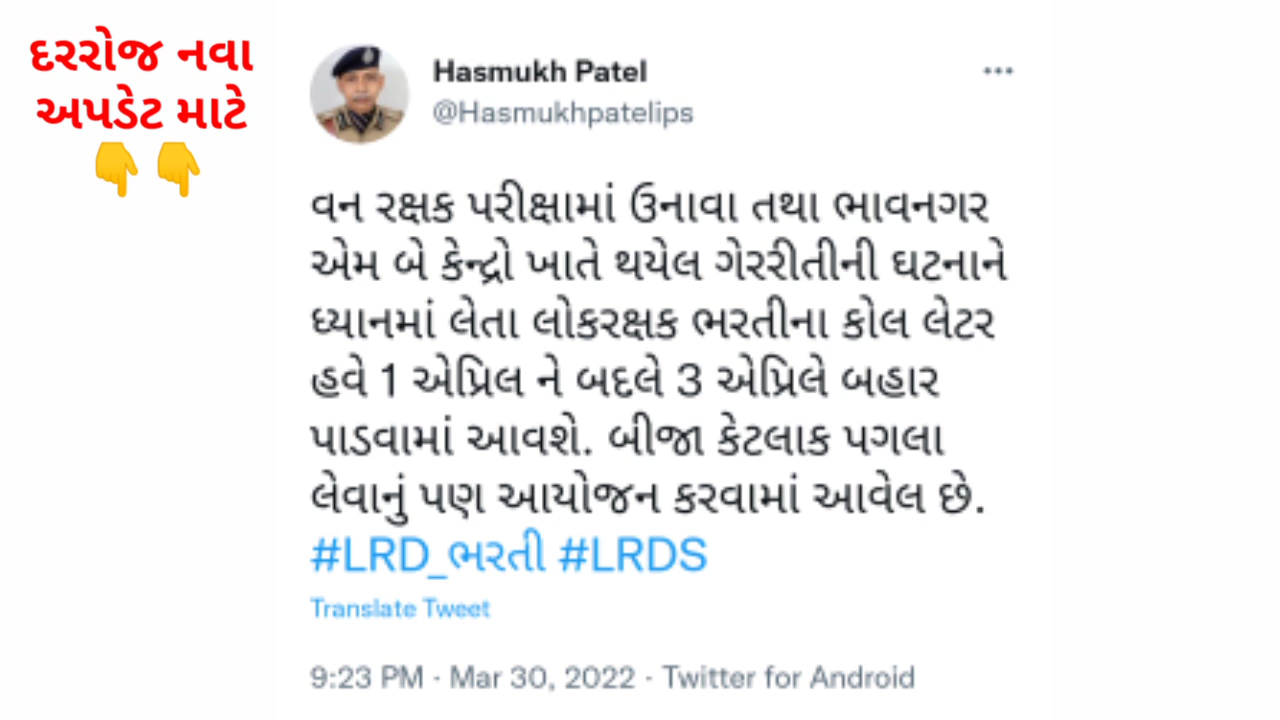 દરરોજ નવા
અપડેટ માટે
👇👇
Hasmukh Patel
@Hasmukhpatelips
વન રક્ષક પરીક્ષામાં ઉનાવા તથા ભાવનગર
એમ બે કેન્દ્રો ખાતે થયેલ ગેરરીતીની ઘટનાને
ધ્યાનમાં લેતા લોકરક્ષક ભરતીના કોલ લેટર
હવે 1 એપ્રિલ ને બદલે 3 એપ્રિલે બહાર
પાડવામાં આવશે. બીજા કેટલાક પગલા
લેવાનું પણ આયોજન કરવામાં આવેલ છે.
#LRD_ભરતી #LRDS
Translate Tweet
9:23 PM · Mar 30, 2022 · Twitter for Android